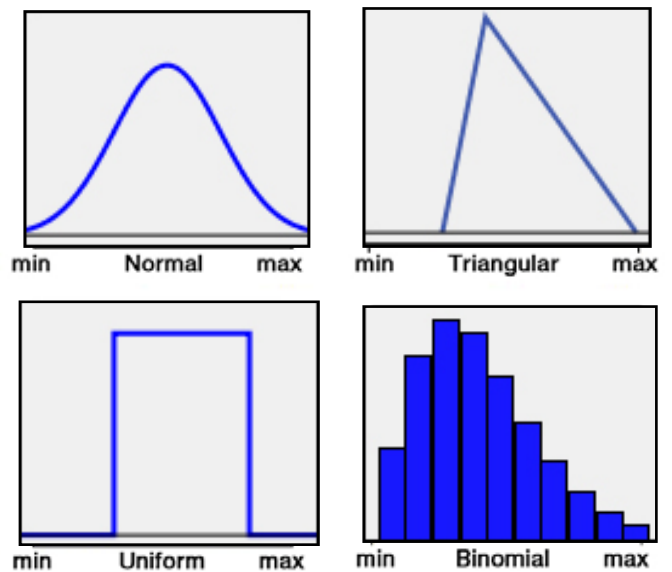 min Normal max
min Triangular max
min Uniform max
min Binomial max